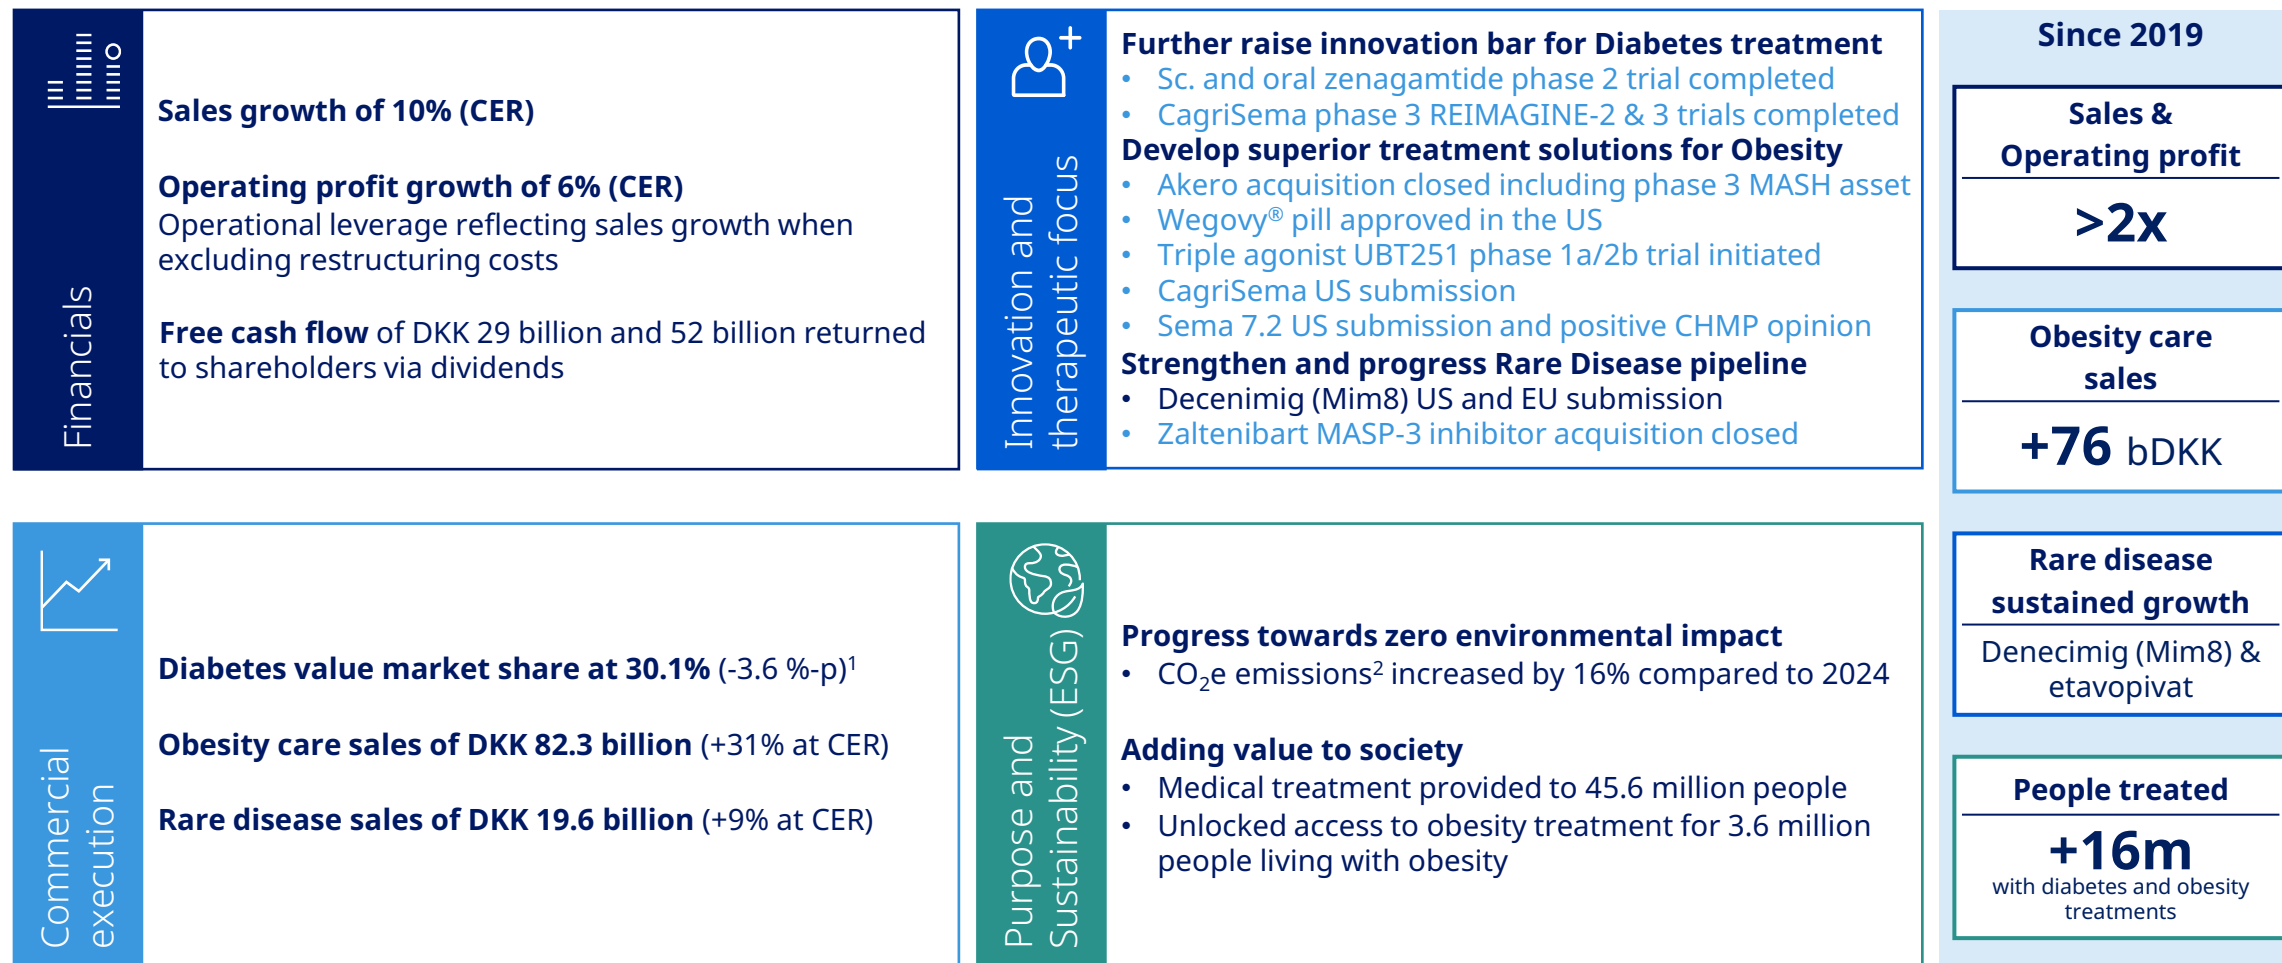 Financials
Sales growth of 10% (CER)
Operating profit growth of 6% (CER)
Operational leverage reflecting sales growth when
excluding restructuring costs
Free cash flow of DKK 29 billion and 52 billion returned
to shareholders via dividends
Innovation and
therapeutic focus
Further raise innovation bar for Diabetes treatment
• Sc. and oral zenagamtide phase 2 trial completed
• CagriSema phase 3 REIMAGINE-2 & 3 trials completed
Develop superior treatment solutions for Obesity
• Akero acquisition closed including phase 3 MASH asset
• Wegovy® pill approved in the US
• Triple agonist UBT251 phase 1a/2b trial initiated
• CagriSema US submission
• Sema 7.2 US submission and positive CHMP opinion
Strengthen and progress Rare Disease pipeline
• Decenimig (Mim8) US and EU submission
• Zaltenibart MASP-3 inhibitor acquisition closed
Commercial
execution
Diabetes value market share at 30.1% (-3.6 %-p)¹
Obesity care sales of DKK 82.3 billion (+31% at CER)
Rare disease sales of DKK 19.6 billion (+9% at CER)
Purpose and
Sustainability (ESG)
Progress towards zero environmental impact
• CO₂e emissions² increased by 16% compared to 2024
Adding value to society
• Medical treatment provided to 45.6 million people
• Unlocked access to obesity treatment for 3.6 million
people living with obesity
Since 2019
Sales &
Operating profit
>2x
Obesity care
sales
+76 bDKK
Rare disease
sustained growth
Denecimig (Mim8) &
etavopivat
People treated
+16m
with diabetes and obesity
treatments